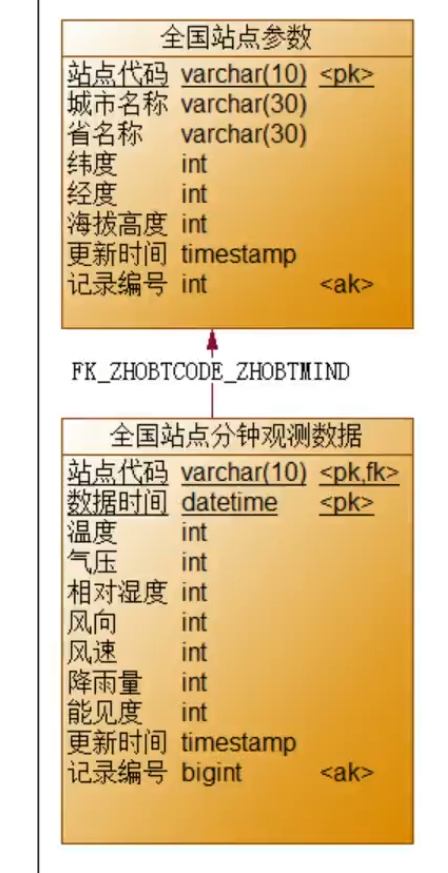 全国站点参数
站点代码 varchar(10) <pk>
城市名称 varchar(30)
省名称 varchar(30)
纬度 int
经度 int
海拔高度 int
更新时间 timestamp
记录编号 int <ak>
FK_ZHOBTCODE_ZHOBTMIND
全国站点分钟观测数据
站点代码 varchar(10) <pk,fk>
数据时间 datetime <pk>
温度 int
气压 int
相对湿度 int
风向 int
风速 int
降雨量 int
能见度 int
更新时间 timestamp
记录编号 bigint <ak>